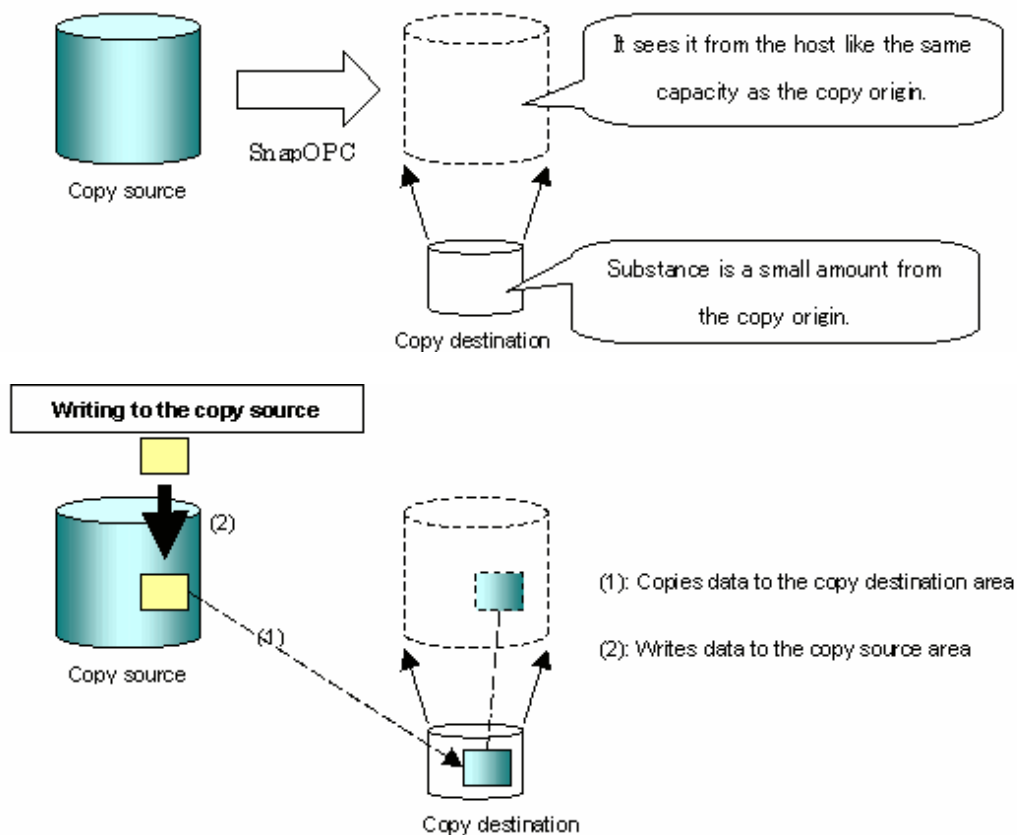 It sees it from the host like the same
capacity as the copy origin.
SnapOPC
Copy source
Substance is a small amount from
the copy origin.
Copy destination
Writing to the copy source
(2)
(1): Copies data to the copy destination area
(1)
(2): Writes data to the copy source area
Copy source
Copy destination